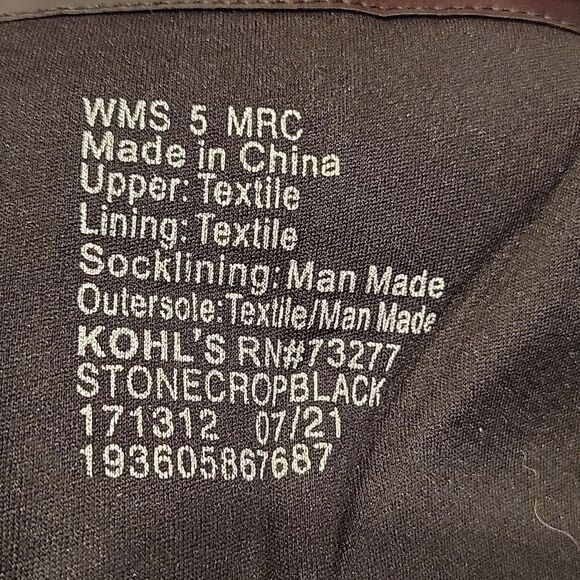 WMS 5 MRC
Made in China
Upper: Textile
Lining: Textile
Socklining: Man Made
Outersole:Textile/Man Made
KOHL'S RN#73277
STONECROPBLACK
171312 07/21
193605867687